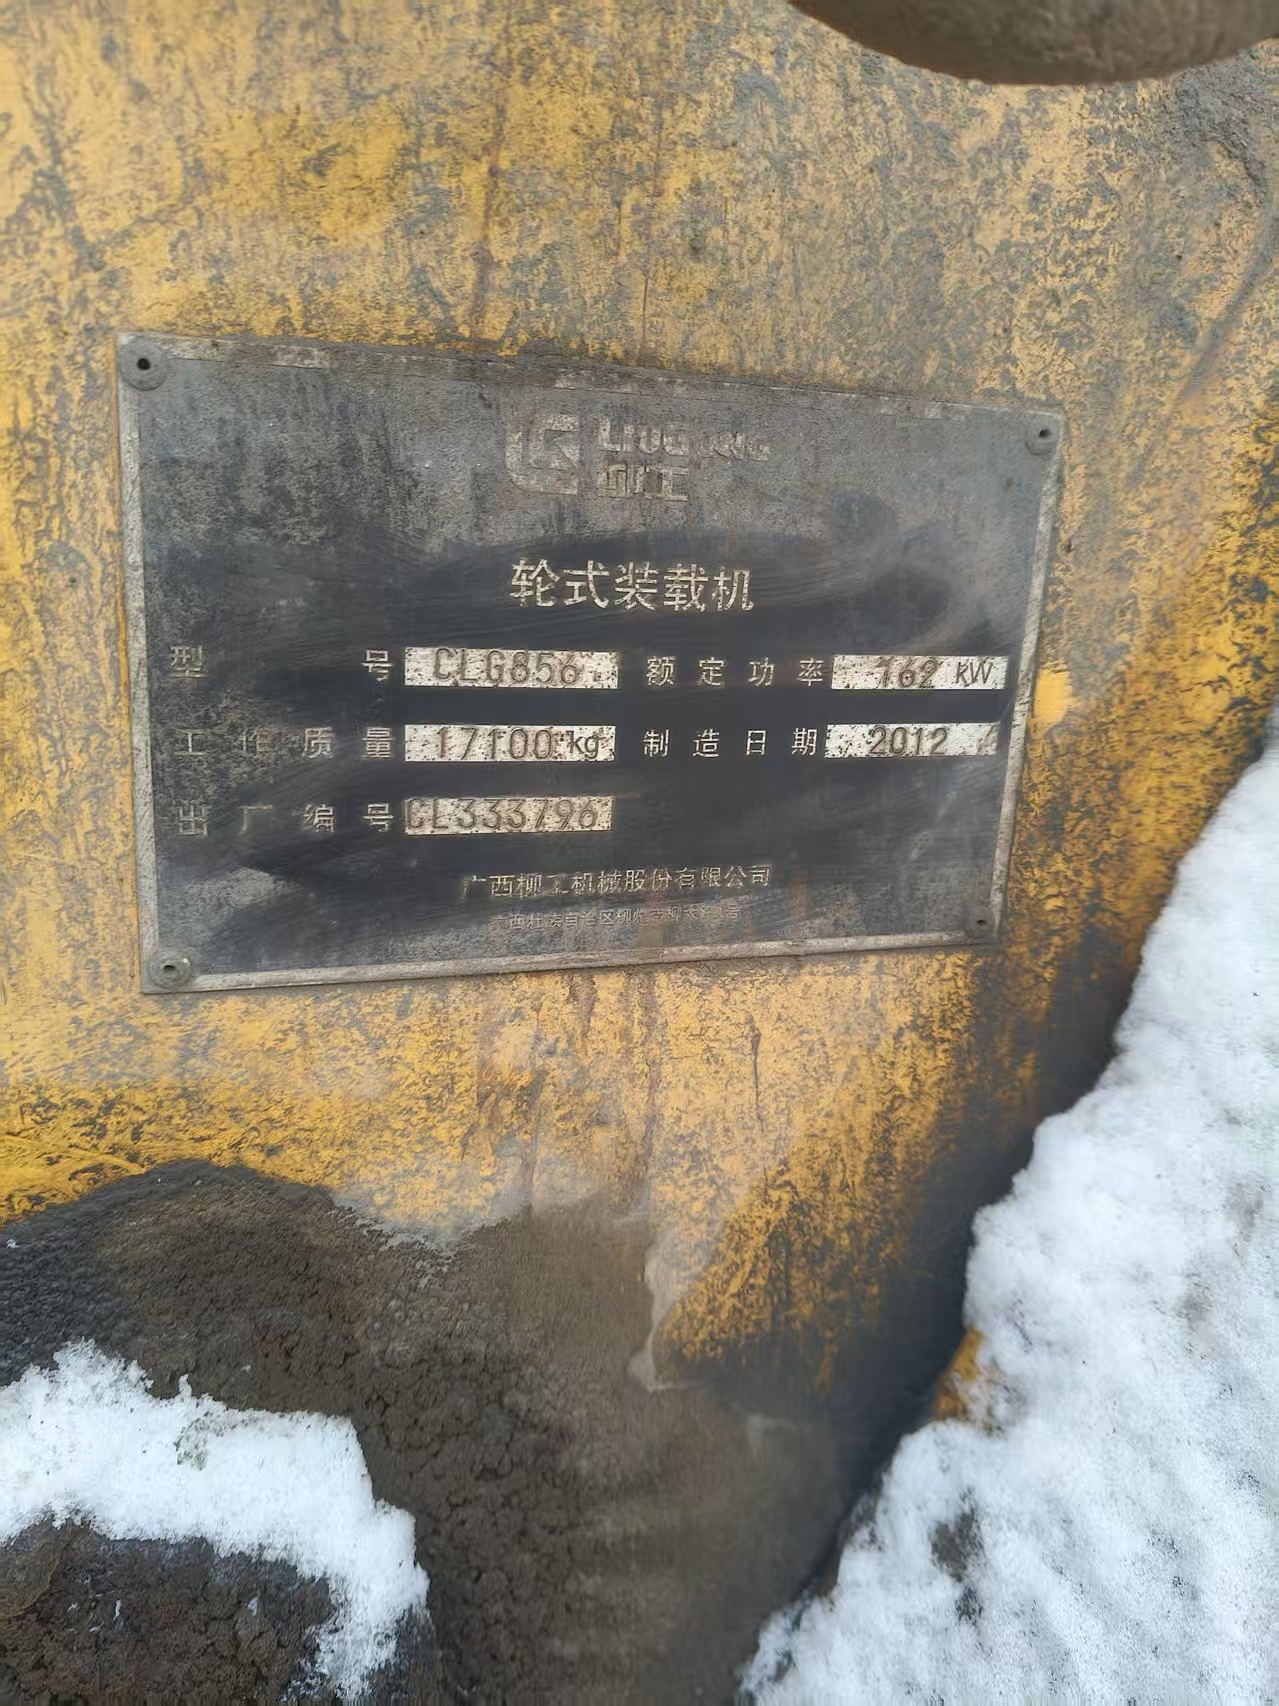 LIUGONG
柳工
轮式装载机
型 号 CLG856 额定功率 162 kW
工作质量 17100 kg 制造日期 2012
出厂编号 CL333796
广西柳工机械股份有限公司